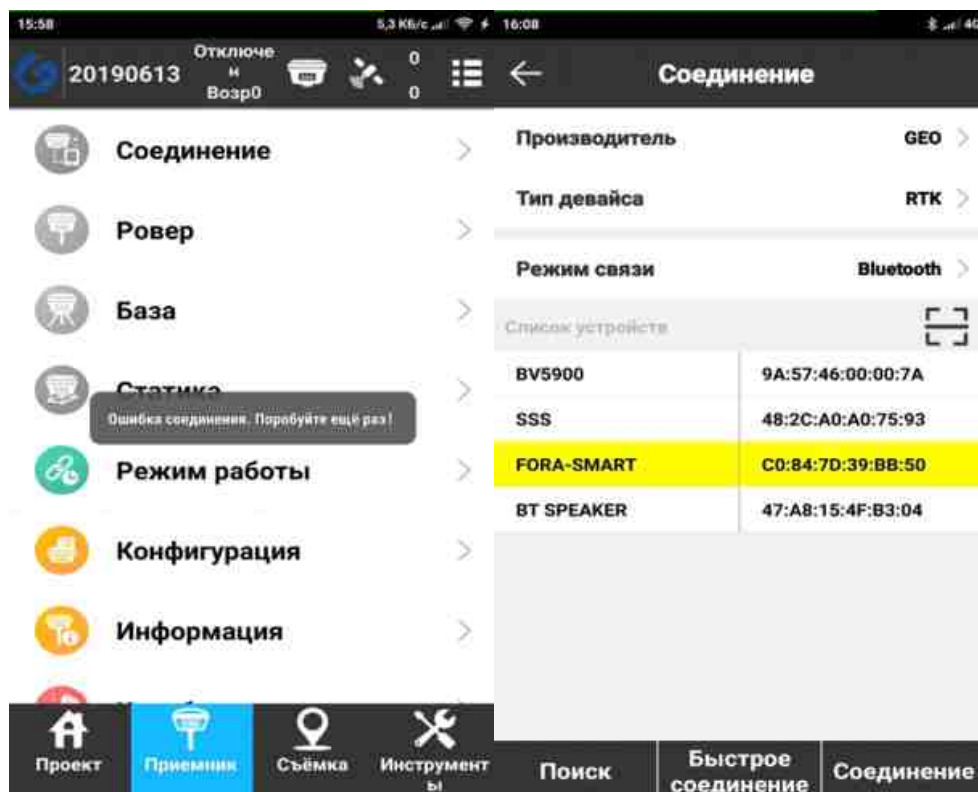 15:58
5,3 Кб/с
20190613
Отключе
н
Возр0
0
0
Соединение
Ровер
База
Статика
Ошибка соединения. Поробуйте ещё раз!
Режим работы
Конфигурация
Информация
Проект
Приемник
Съёмка
Инструмент
ы
16:08
4G
Соединение
Производитель GEO
Тип девайса RTK
Режим связи Bluetooth
Список устройств
BV5900 9A:57:46:00:00:7A
SSS 48:2C:A0:A0:75:93
FORA-SMART C0:84:7D:39:BB:50
BT SPEAKER 47:A8:15:4F:B3:04
Поиск
Быстрое
соединение
Соединение